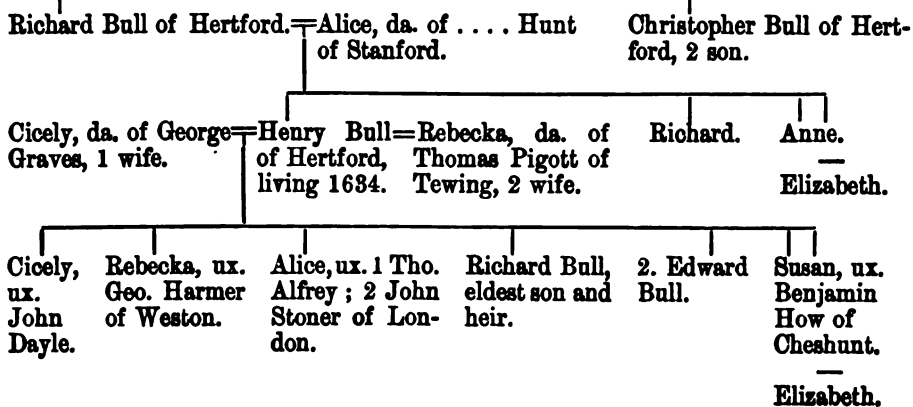 Richard Bull of Hertford.=Alice, da. of .... Hunt
of Stanford.
Christopher Bull of Hert-
ford, 2 son.
Cicely, da. of George=Henry Bull=Rebecka, da. of
Graves, 1 wife.
of Hertford,
living 1634.
Thomas Pigott of
Tewing, 2 wife.
Richard.
Anne.
—
Elizabeth.
Cicely,
ux.
John
Dayle.
Rebecka, ux.
Geo. Harmer
of Weston.
Alice, ux. 1 Tho.
Alfrey ; 2 John
Stoner of Lon-
don.
Richard Bull,
eldest son and
heir.
2. Edward
Bull.
Susan, ux.
Benjamin
How of
Cheshunt.
—
Elizabeth.